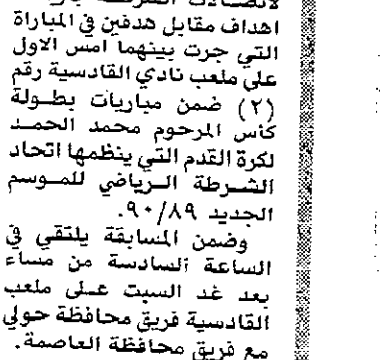 اهداف مقابل هدفين في المباراة
التي جرت بينهما امس الاول
على ملعب نادي القادسية رقم
(٢) ضمن مباريات بطولة
كأس المرحوم محمد الحمد
لكرة القدم التي ينظمها اتحاد
الشرطة الرياضي للموسم
الجديد ٩٠/٨٩.
وضمن المسابقة يلتقي في
الساعة السادسة من مساء
بعد غد السبت على ملعب
القادسية فريق محافظة حولي
مع فريق محافظة العاصمة.